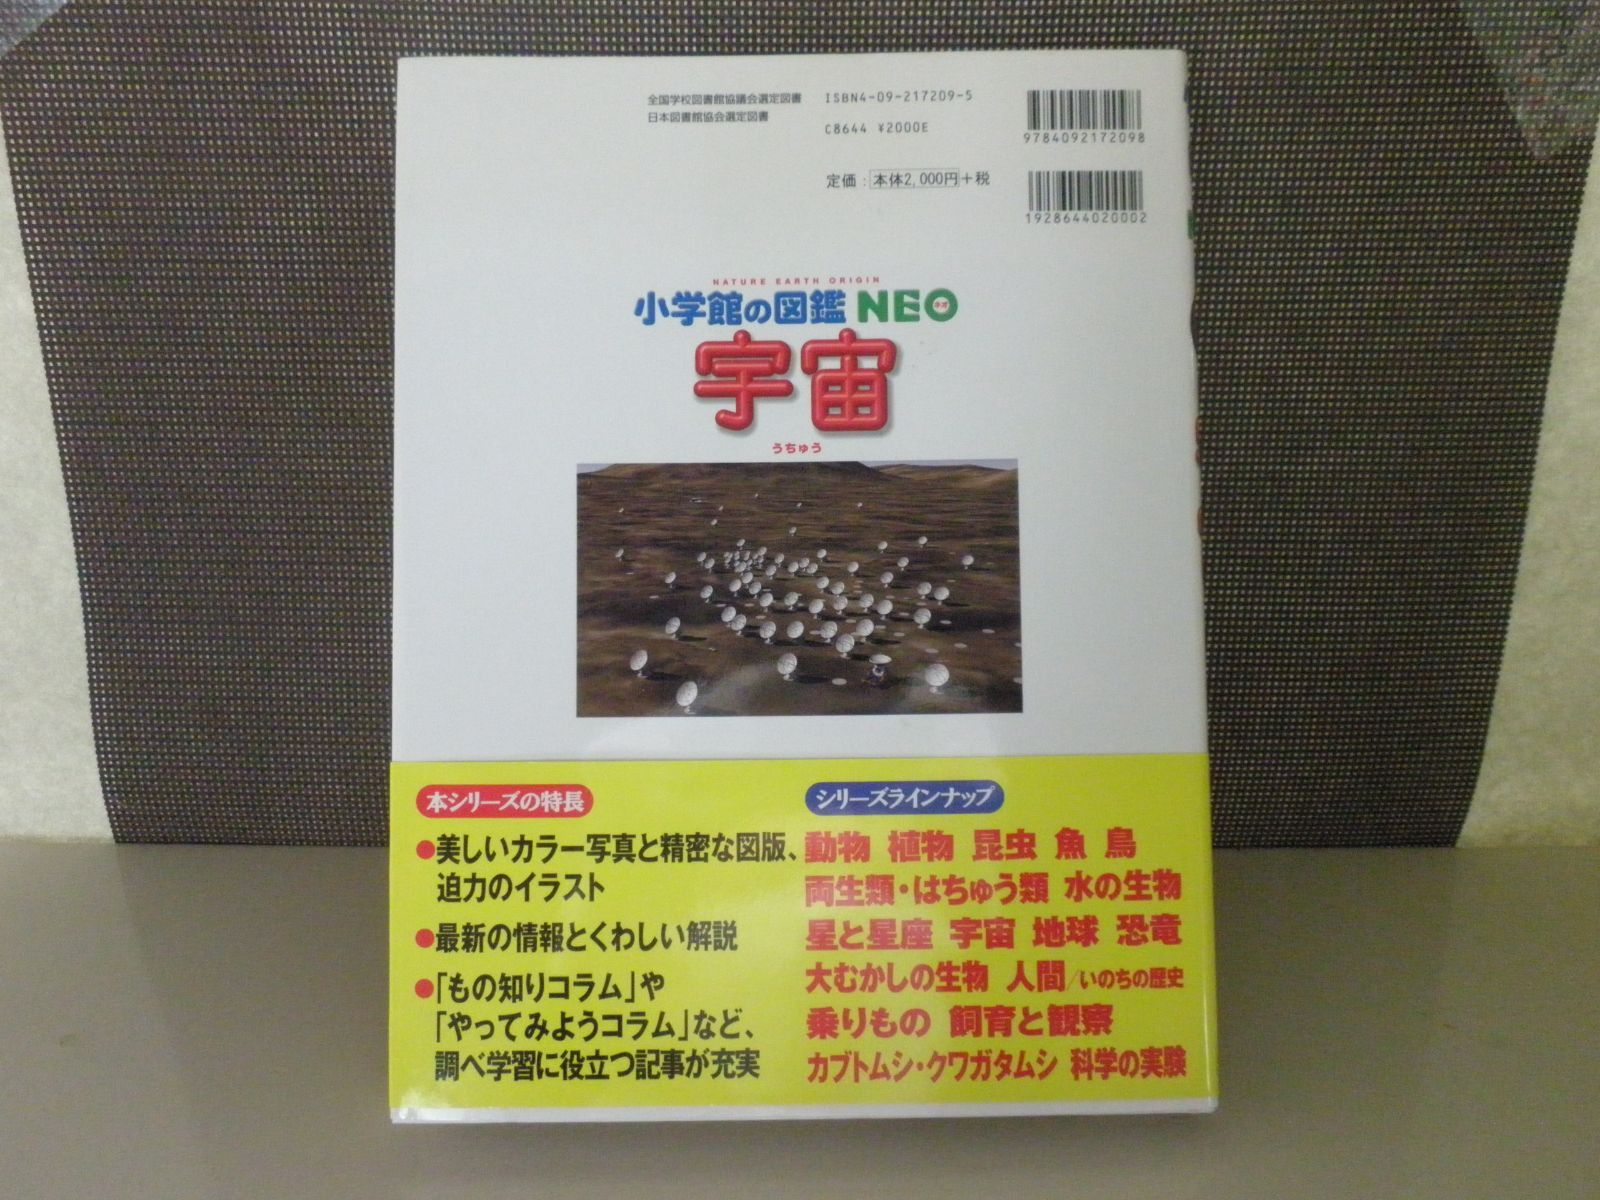 全国学校図書館協議会選定図書
日本図書館協会選定図書
ISBN4-09-217209-5
C8644 ¥2000E
定価：本体2,000円+税
9784092172098
1928644020002
NATURE EARTH ORIGIN
小学館の図鑑 NEO
ネオ
宇宙
うちゅう
本シリーズの特長
●美しいカラー写真と精密な図版、
迫力のイラスト
●最新の情報とくわしい解説
●「もの知りコラム」や
「やってみようコラム」など、
調べ学習に役立つ記事が充実
シリーズラインナップ
動物 植物 昆虫 魚 鳥
両生類・はちゅう類 水の生物
星と星座 宇宙 地球 恐竜
大むかしの生物 人間/いのちの歴史
乗りもの 飼育と観察
カブトムシ・クワガタムシ 科学の実験